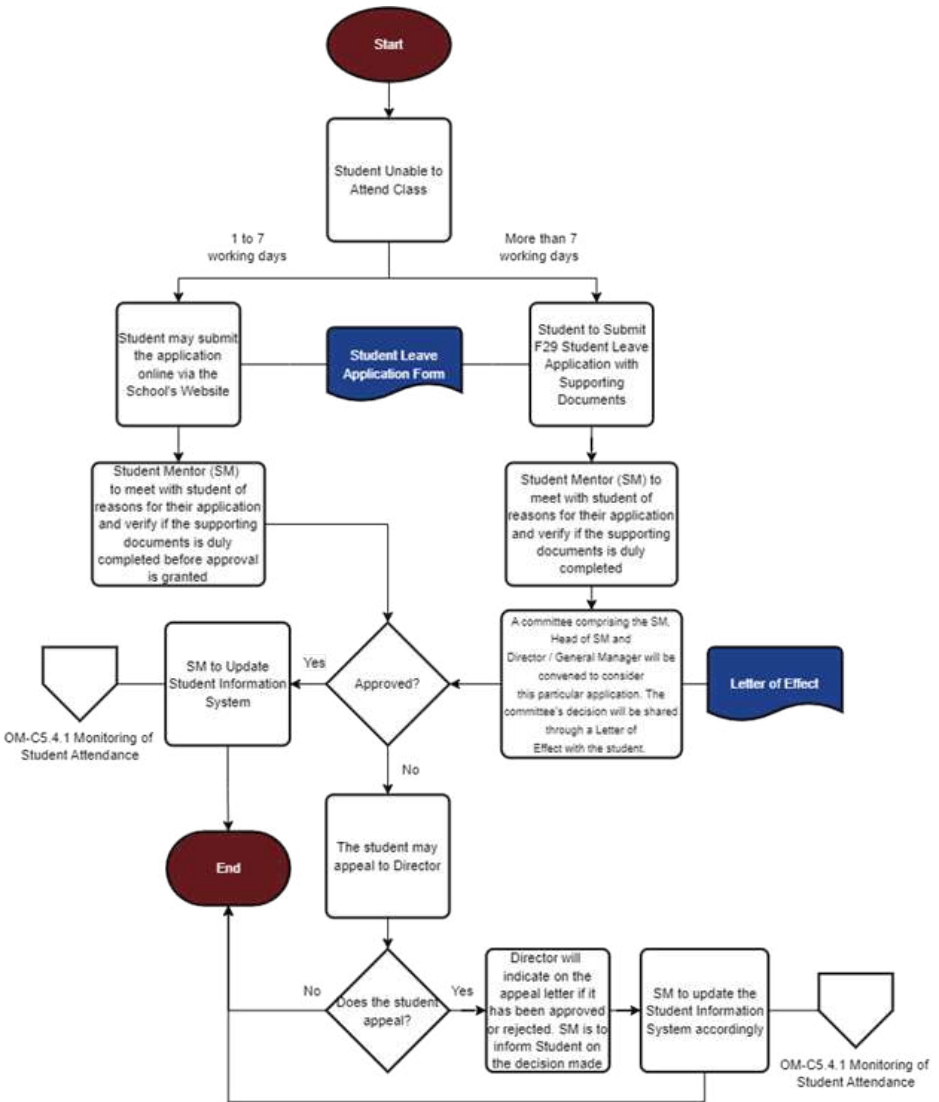 Start
Student Unable to
Attend Class
1 to 7
working days
More than 7
working days
Student may submit
the application
online via the
School's Website
Student Leave
Application Form
Student to Submit
F29 Student Leave
Application with
Supporting
Documents
Student Mentor (SM)
to meet with student of
reasons for their application
and verify if the supporting
documents is duly
completed before approval
is granted
Student Mentor (SM) to
meet with student of
reasons for their application
and verify if the supporting
documents is duly
completed
A committee comprising the SM,
Head of SM and
Director / General Manager will be
convened to consider
this particular application. The
committee's decision will be shared
through a Letter of
Effect with the student.
Letter of Effect
Approved?
Yes
SM to Update
Student Information
System
OM-C5.4.1 Monitoring of
Student Attendance
No
The student may
appeal to Director
End
Does the student
appeal?
No
Yes
Director will
indicate on the
appeal letter if it
has been approved
or rejected. SM is to
inform Student on
the decision made
SM to update the
Student Information
System accordingly
OM-C5.4.1 Monitoring of
Student Attendance